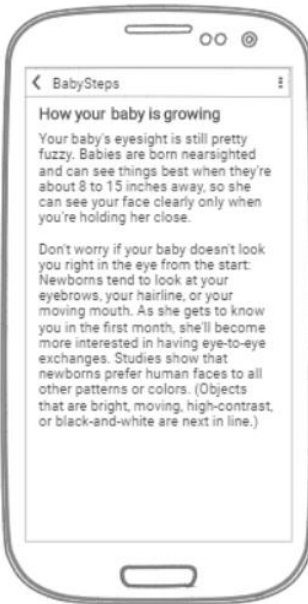 BabySteps
How your baby is growing
Your baby's eyesight is still pretty
fuzzy. Babies are born nearsighted
and can see things best when they're
about 8 to 15 inches away, so she
can see your face clearly only when
you're holding her close.
Don't worry if your baby doesn't look
you right in the eye from the start:
Newborns tend to look at your
eyebrows, your hairline, or your
moving mouth. As she gets to know
you in the first month, she'll become
more interested in having eye-to-eye
exchanges. Studies show that
newborns prefer human faces to all
other patterns or colors. (Objects
that are bright, moving, high-contrast,
or black-and-white are next in line.)